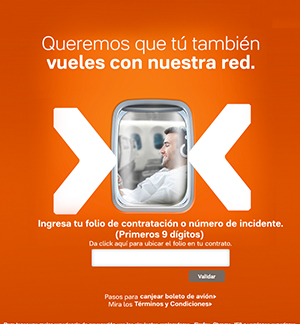 Queremos que tú también
vueles con nuestra red.
Ingresa tu folio de contratación o número de incidente.
(Primeros 9 dígitos)
Da click aquí para ubicar el folio en tu contrato.
Validar
Pasos para canjear boleto de avión»
Mira los Términos y Condiciones»